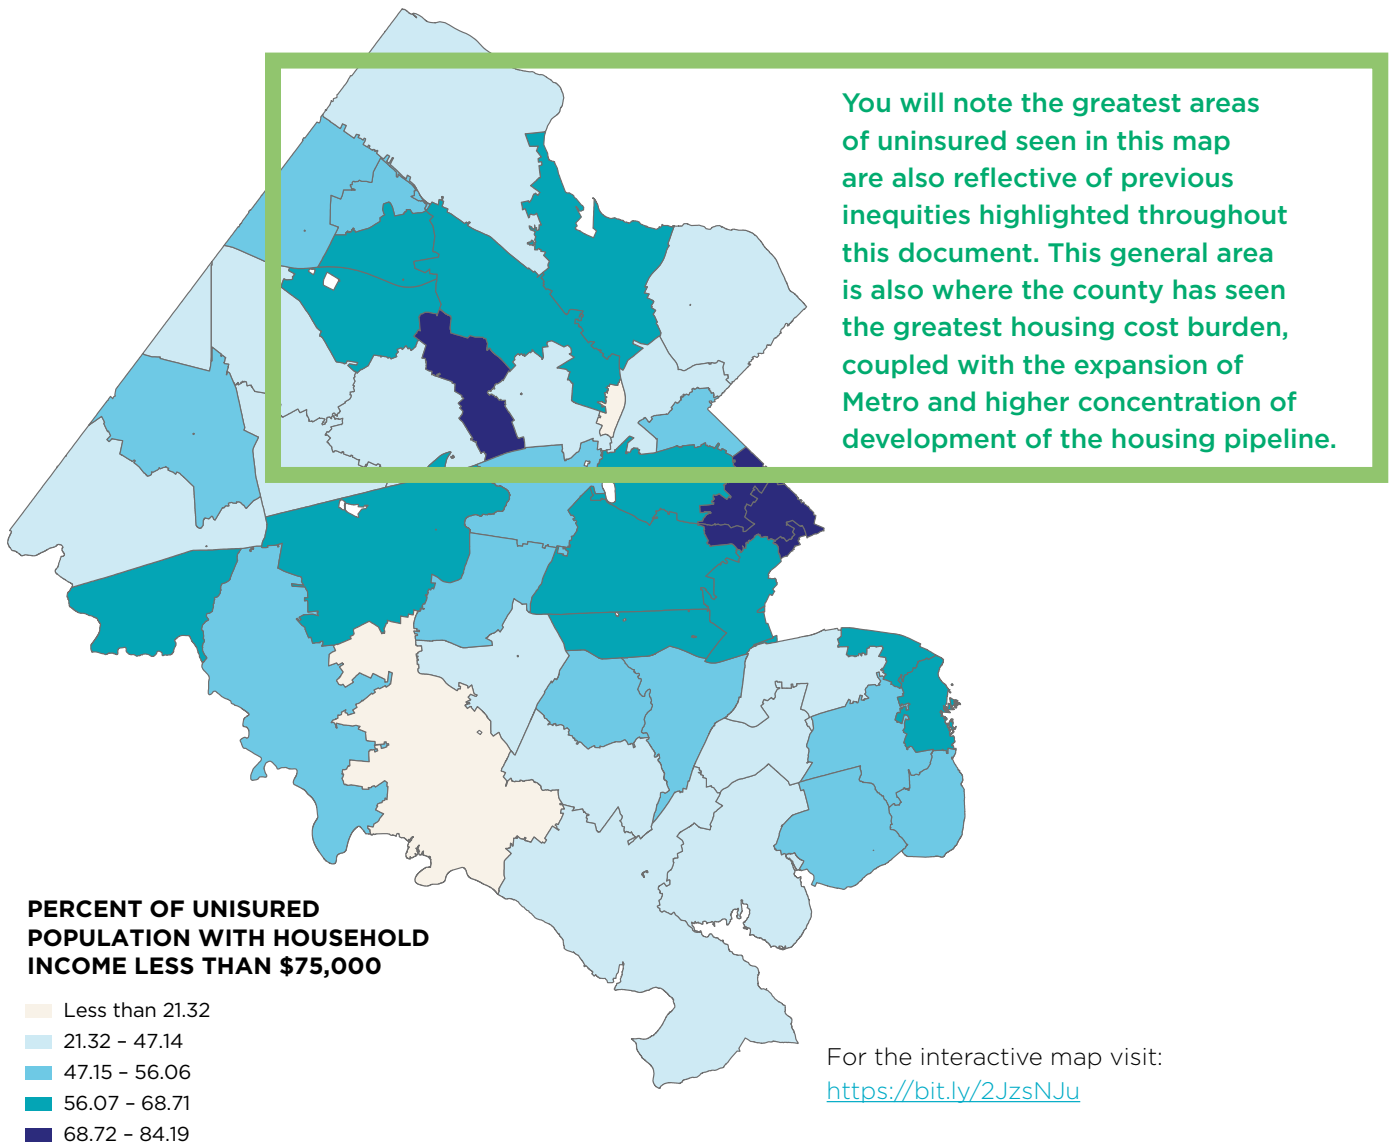 You will note the greatest areas
of uninsured seen in this map
are also reflective of previous
inequities highlighted throughout
this document. This general area
is also where the county has seen
the greatest housing cost burden,
coupled with the expansion of
Metro and higher concentration of
development of the housing pipeline.
PERCENT OF UNISURED
POPULATION WITH HOUSEHOLD
INCOME LESS THAN $75,000
Less than 21.32
21.32 – 47.14
47.15 – 56.06
56.07 – 68.71
68.72 – 84.19
For the interactive map visit:
https://bit.ly/2JzsNJu